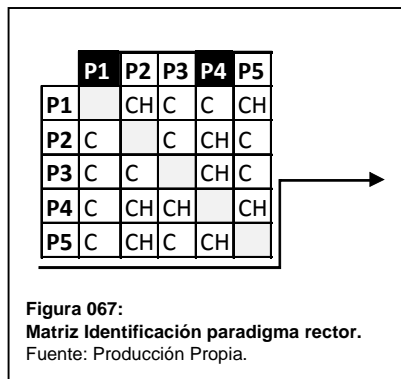 P1 P2 P3 P4 P5
P1 CH C C CH
P2 C C CH C
P3 C C CH C
P4 C CH CH CH
P5 C CH C CH
Figura 067:
Matriz Identificación paradigma rector.
Fuente: Producción Propia.